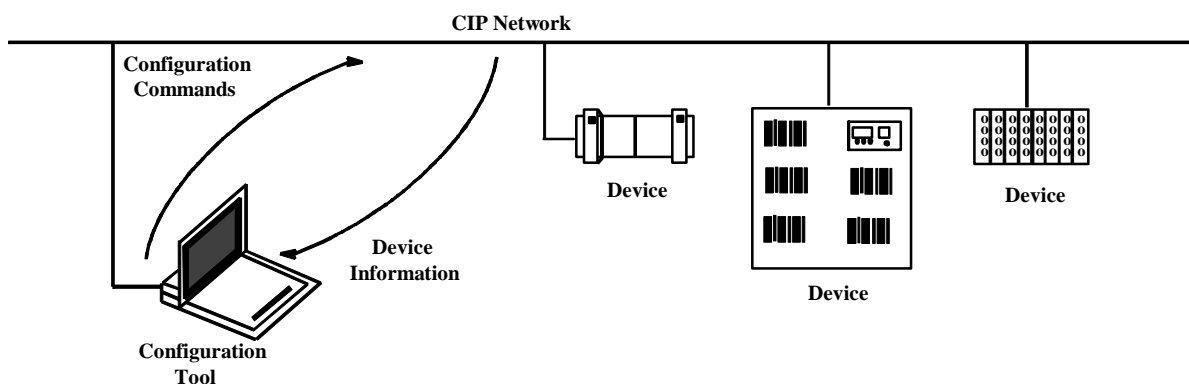 CIP Network
Configuration
Commands
Device
Device
Device
Information
Device
Configuration
Tool